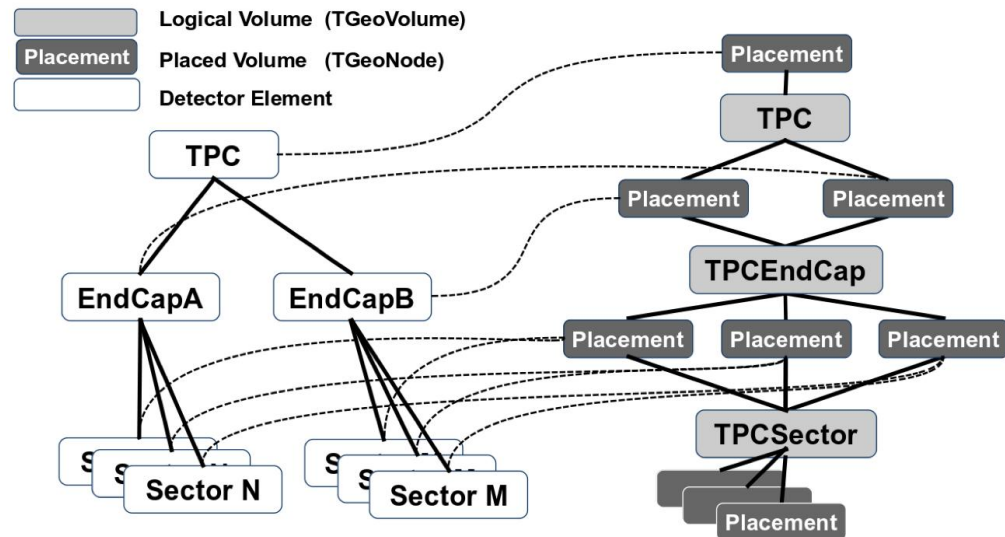 Logical Volume (TGeoVolume)
Placement
Placed Volume (TGeoNode)
Detector Element
Placement
TPC
TPC
Placement
Placement
EndCapA
EndCapB
TPCEndCap
Placement
Placement
Placement
TPCSector
Sector N
Sector M
Placement